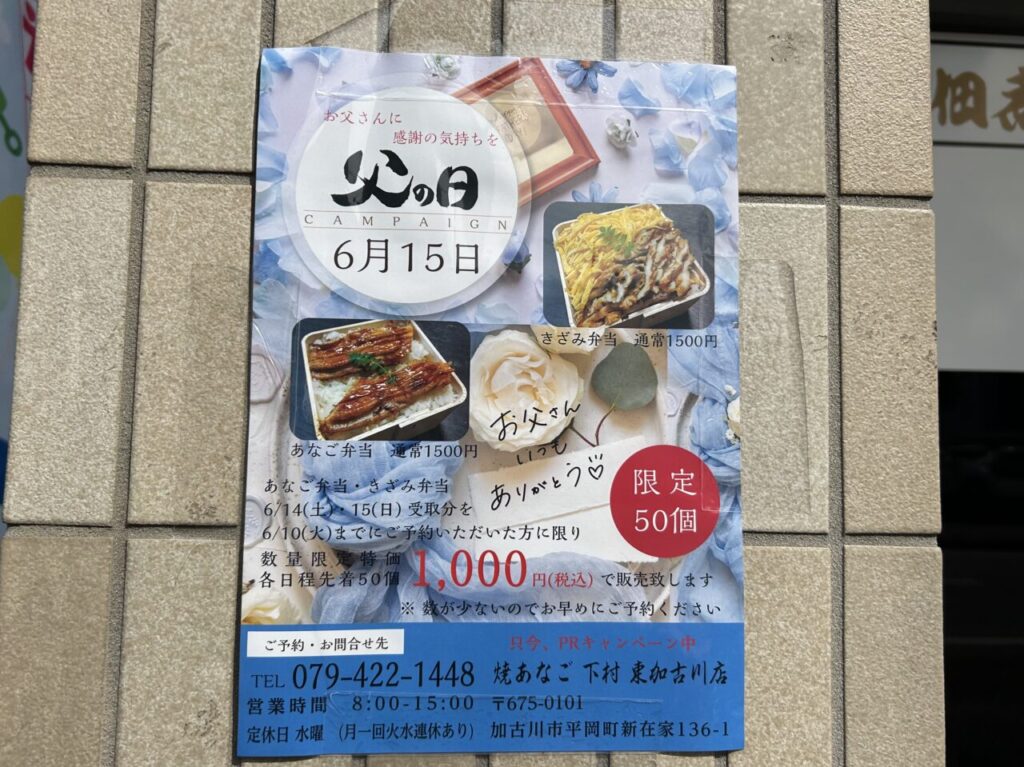 お父さんに
感謝の気持ちを
父の日
CAMPAIGN
6月15日
きざみ弁当 通常1500円
あなご弁当 通常1500円
お父さん
いつも
ありがとう♡
限定
50個
あなご弁当・きざみ弁当
6/14(土)・15(日) 受取分を
6/10(火)までにご予約いただいた方に限り
数量限定特価
各日程先着50個 1,000円(税込)で販売致します
※ 数が少ないのでお早めにご予約ください
ご予約・お問合せ先
只今、PRキャンペーン中
TEL 079-422-1448 焼あなご 下村 東加古川店
営業時間 8:00-15:00 〒675-0101
定休日 水曜 (月一回火水連休あり) 加古川市平岡町新在家136-1
佃煮